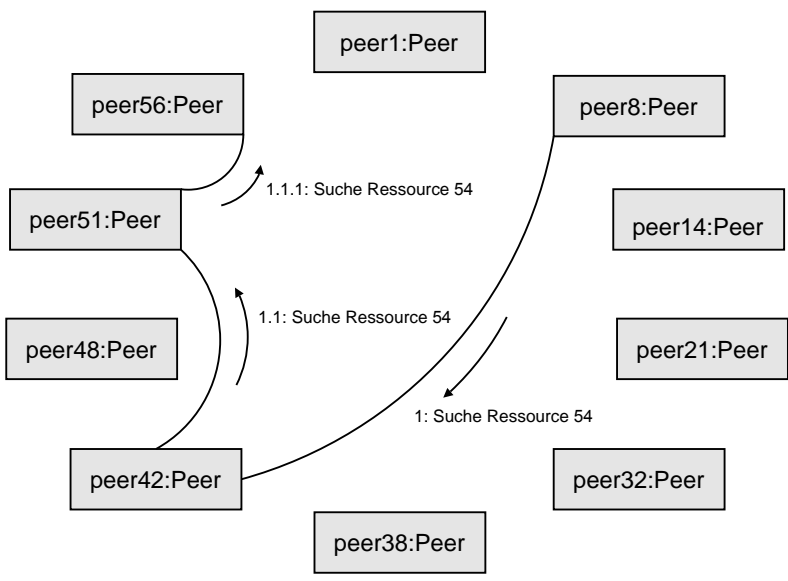 peer1:Peer
peer56:Peer
peer8:Peer
1.1.1: Suche Ressource 54
peer51:Peer
peer14:Peer
1.1: Suche Ressource 54
peer48:Peer
peer21:Peer
1: Suche Ressource 54
peer42:Peer
peer32:Peer
peer38:Peer